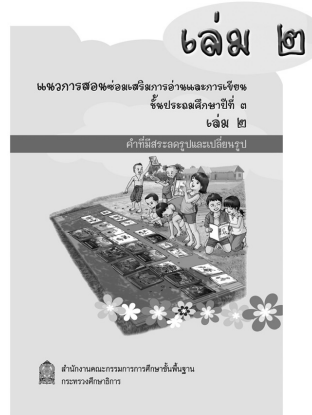 เล่ม ๒
แนวการสอนซ่อมเสริมการอ่านและการเขียน
ชั้นประถมศึกษาปีที่ ๓
เล่ม ๒
คำที่มีสระลดรูปและเปลี่ยนรูป
สำนักงานคณะกรรมการการศึกษาขั้นพื้นฐาน
กระทรวงศึกษาธิการ